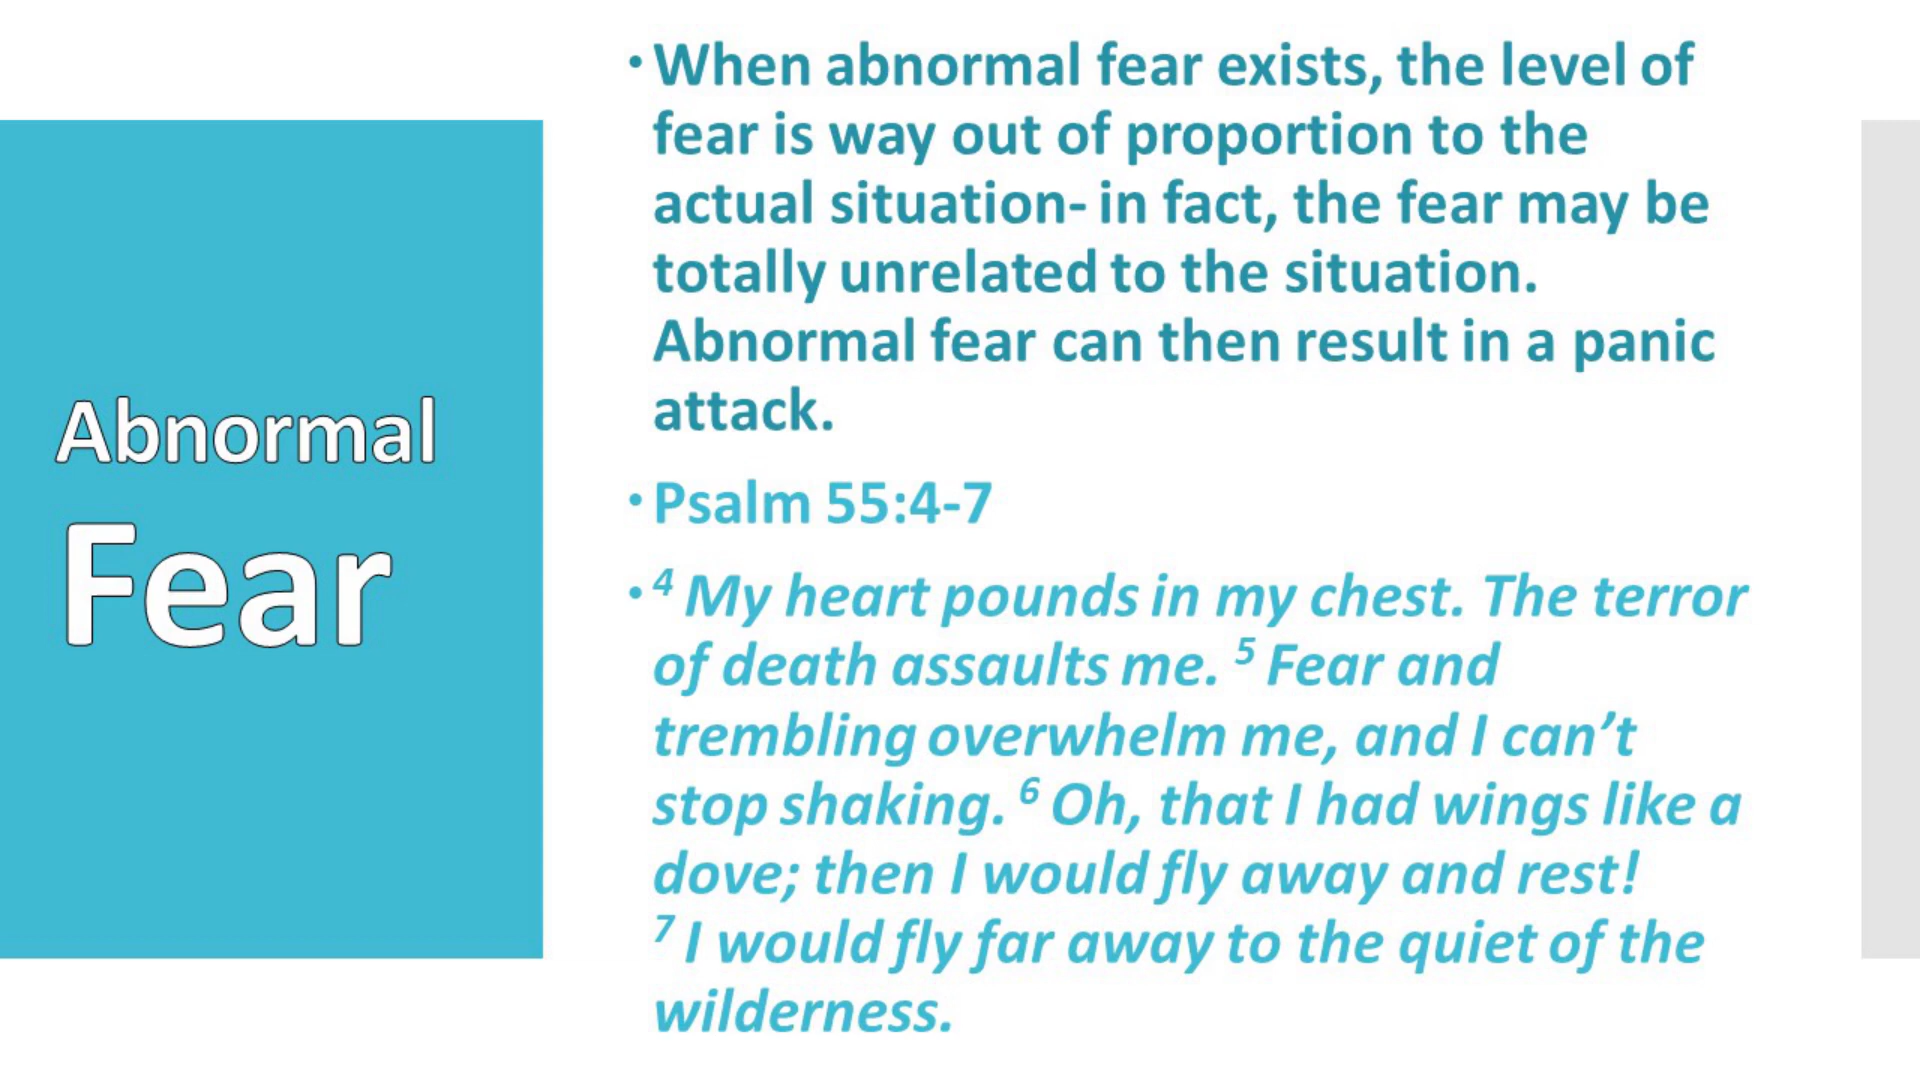 Abnormal
Fear
• When abnormal fear exists, the level of
fear is way out of proportion to the
actual situation- in fact, the fear may be
totally unrelated to the situation.
Abnormal fear can then result in a panic
attack.
• Psalm 55:4-7
• 4 My heart pounds in my chest. The terror
of death assaults me. 5 Fear and
trembling overwhelm me, and I can’t
stop shaking. 6 Oh, that I had wings like a
dove; then I would fly away and rest!
7 I would fly far away to the quiet of the
wilderness.